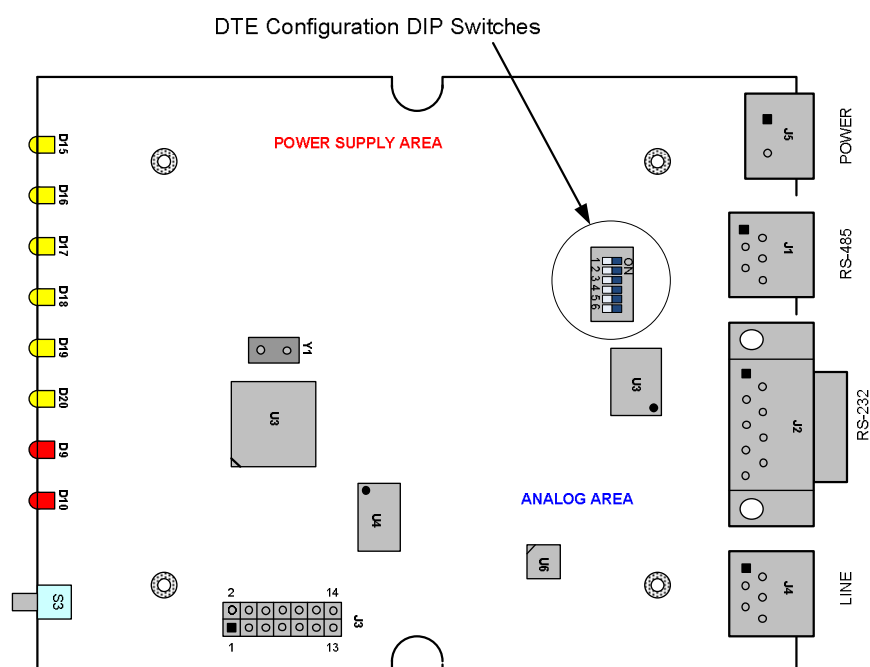 DTE Configuration DIP Switches
POWER SUPPLY AREA
D15
D16
D17
D18
D19
D20
D9
D10
S3
Y1
U3
U4
2 14
J3
1 13
ON
1 2 3 4 5 6
U3
ANALOG AREA
U6
J5
POWER
J1
RS-485
J2
RS-232
J4
LINE